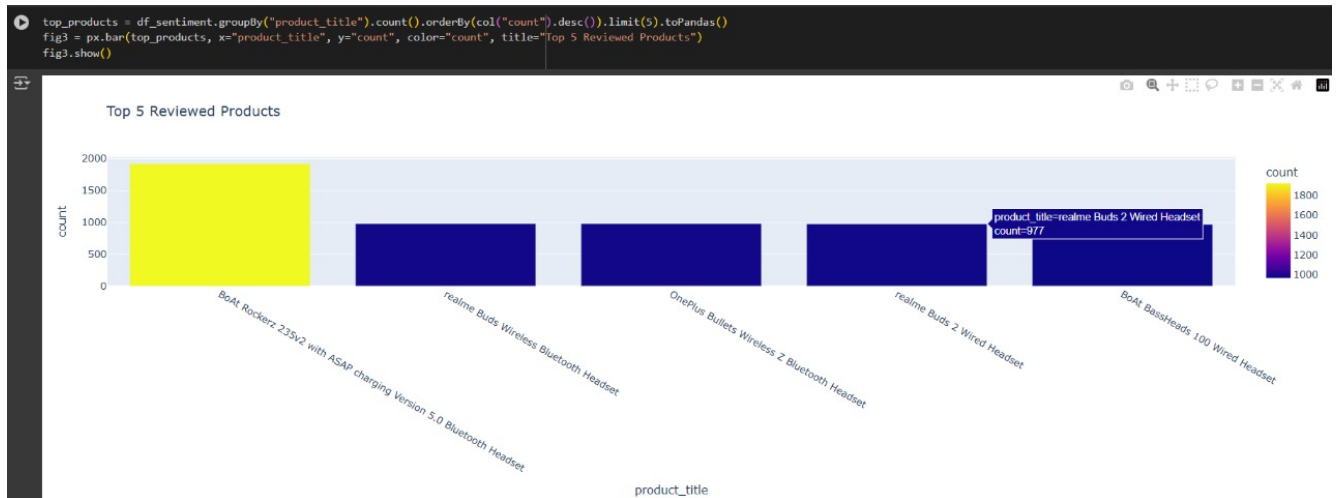 top_products = df_sentiment.groupBy("product_title").count().orderBy(col("count").desc()).limit(5).toPandas()
fig3 = px.bar(top_products, x="product_title", y="count", color="count", title="Top 5 Reviewed Products")
fig3.show()
Top 5 Reviewed Products
count
2000
1500
1000
500
0
product_title=realme Buds 2 Wired Headset
count=977
BoAt Rockerz 235v2 with ASAP charging Version 5.0 Bluetooth Headset
realme Buds Wireless Bluetooth Headset
OnePlus Bullets Wireless Z Bluetooth Headset
realme Buds 2 Wired Headset
BoAt BassHeads 100 Wired Headset
product_title
count
1800
1600
1400
1200
1000